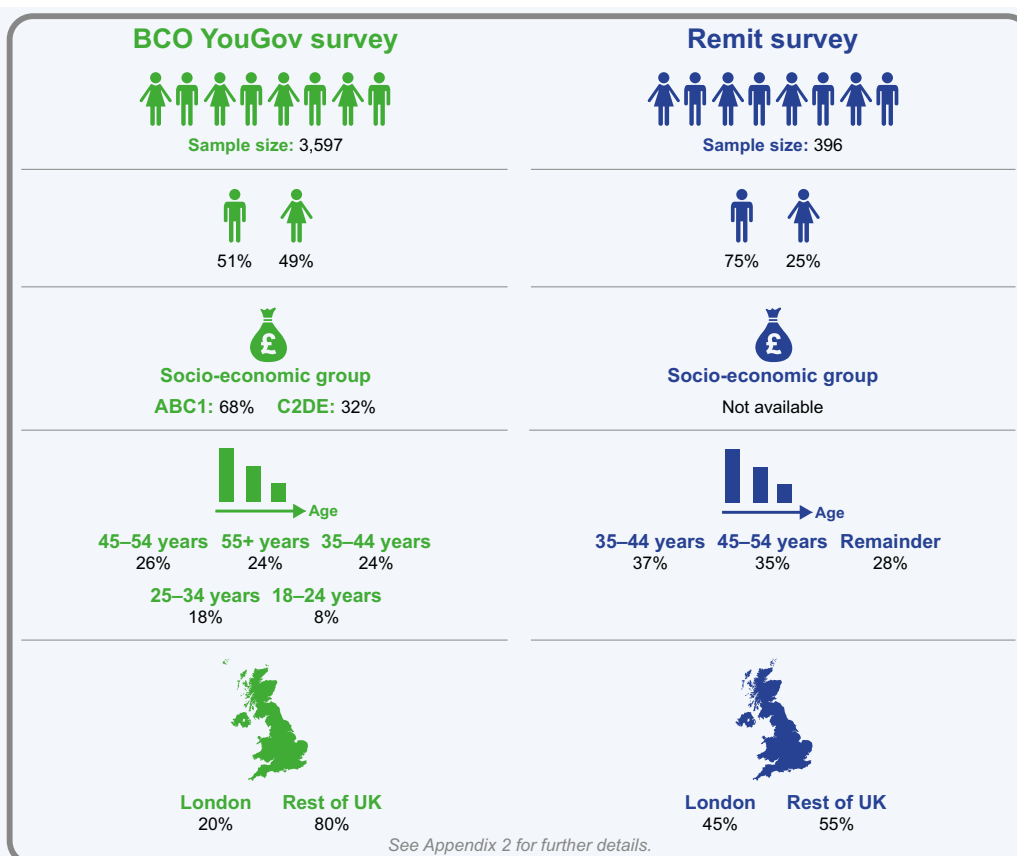 BCO YouGov survey
Sample size: 3,597
51% 49%
£
Socio-economic group
ABC1: 68% C2DE: 32%
Age
45–54 years 55+ years 35–44 years
26% 24% 24%
25–34 years 18–24 years
18% 8%
London Rest of UK
20% 80%
Remit survey
Sample size: 396
75% 25%
£
Socio-economic group
Not available
Age
35–44 years 45–54 years Remainder
37% 35% 28%
London Rest of UK
45% 55%
See Appendix 2 for further details.